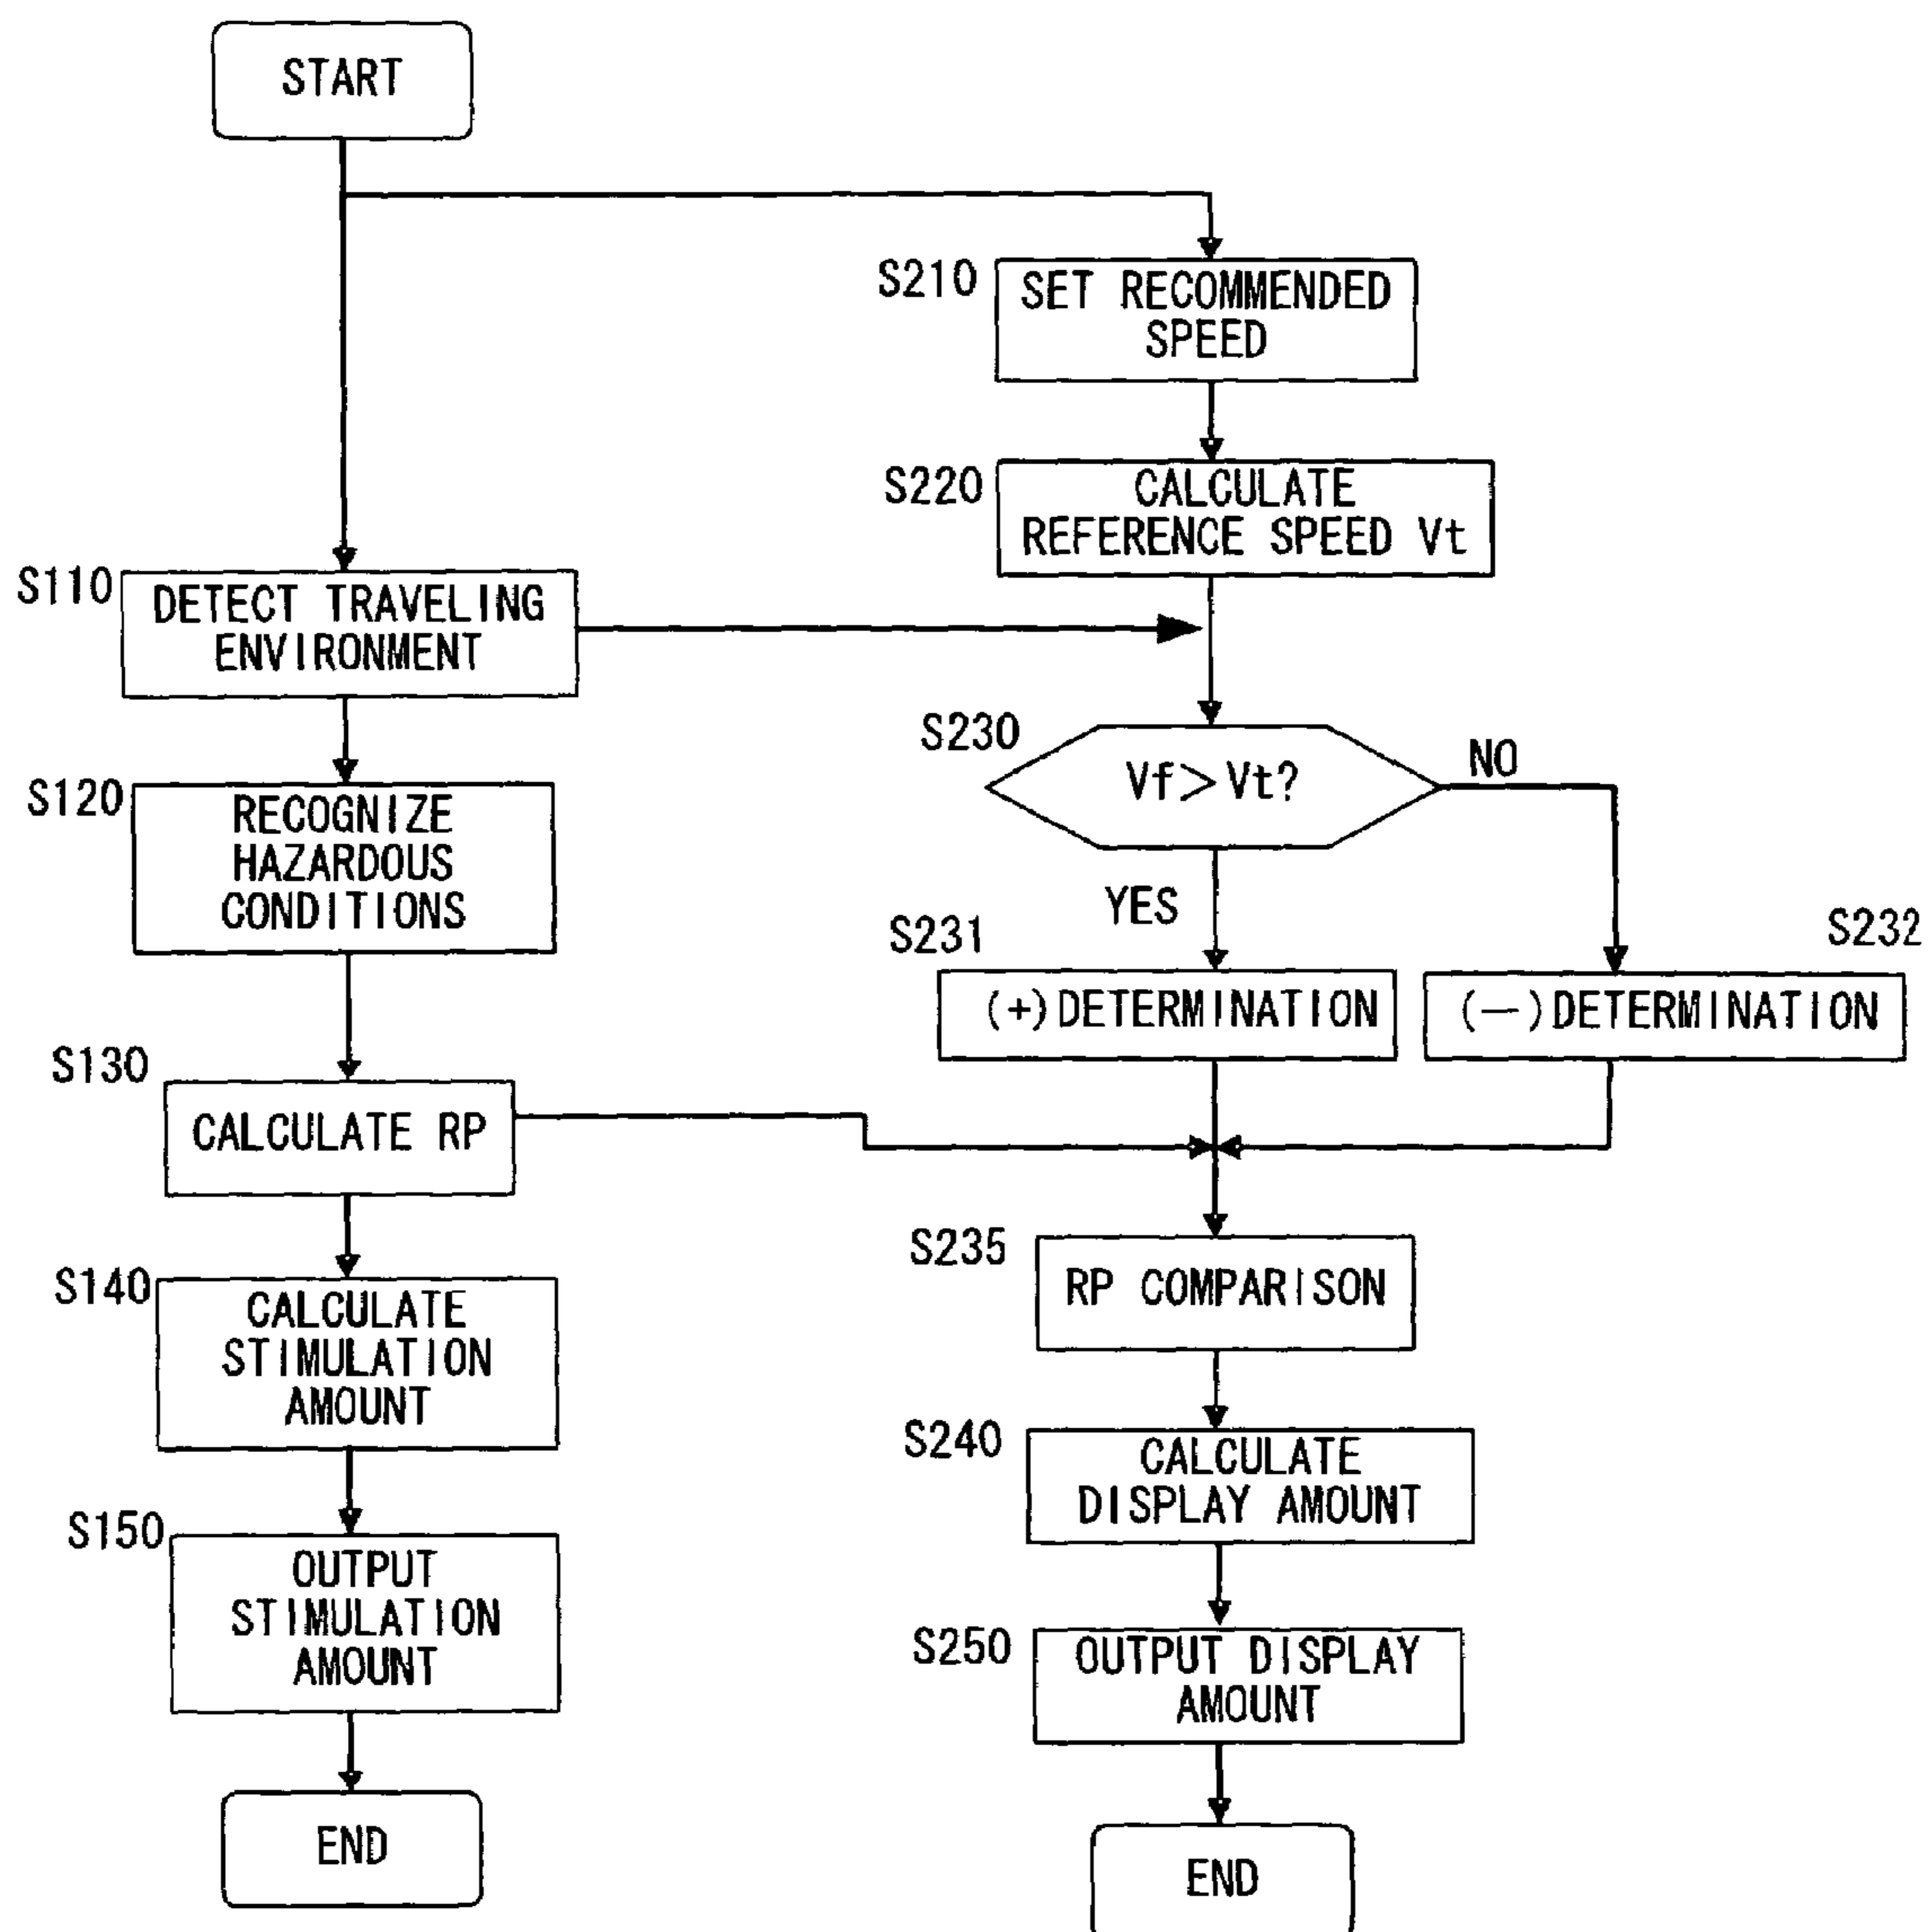 START
S210
SET RECOMMENDED
SPEED
S220
CALCULATE
REFERENCE SPEED Vt
S110
DETECT TRAVELING
ENVIRONMENT
S230
Vf>Vt?
NO
S120
RECOGNIZE
HAZARDOUS
CONDITIONS
YES
S231
(+)DETERMINATION
S232
(—)DETERMINATION
S130
CALCULATE RP
S235
RP COMPARISON
S140
CALCULATE
STIMULATION
AMOUNT
S240
CALCULATE
DISPLAY AMOUNT
S150
OUTPUT
STIMULATION
AMOUNT
S250
OUTPUT DISPLAY
AMOUNT
END
END